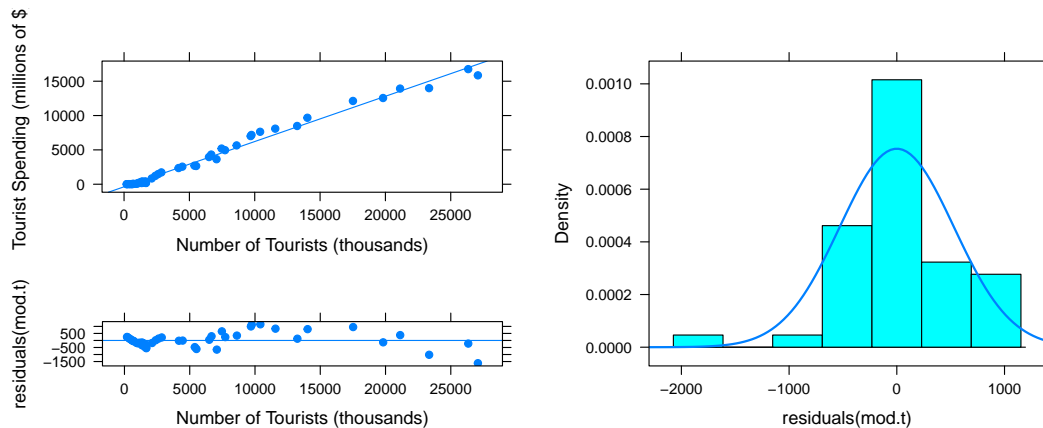 Tourist Spending (millions of $
15000
10000
5000
0
0 5000 10000 15000 20000 25000
Number of Tourists (thousands)
residuals(mod.t)
500
−500
−1500
0 5000 10000 15000 20000 25000
Number of Tourists (thousands)
Density
0.0010
0.0008
0.0006
0.0004
0.0002
0.0000
−2000 −1000 0 1000
residuals(mod.t)